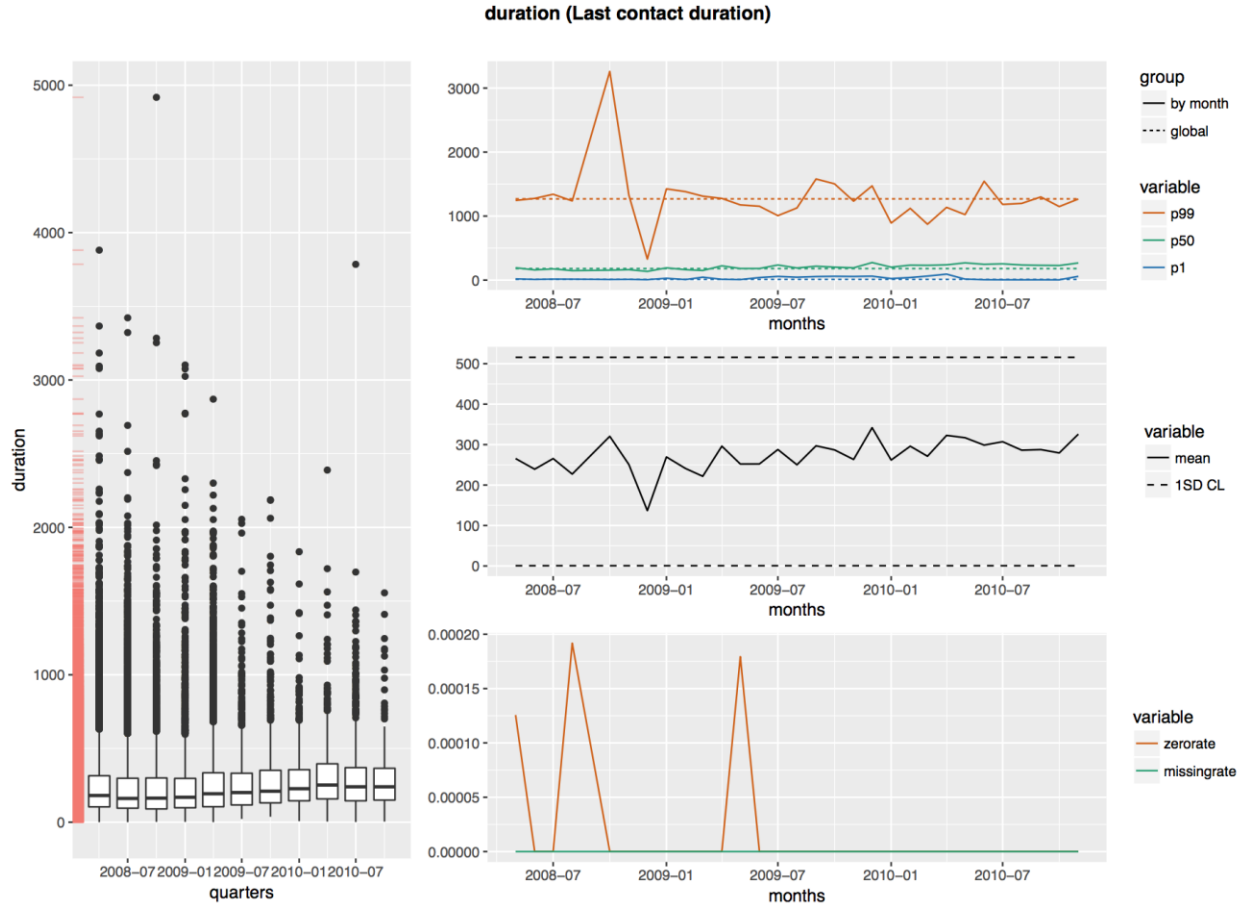 duration (Last contact duration)
5000
4000
3000
2000
1000
0
duration
2008−07 2009−01 2009−07 2010−01 2010−07
quarters
3000
2000
1000
0
2008−07 2009−01 2009−07 2010−01 2010−07
months
group
by month
global
variable
p99
p50
p1
500
400
300
200
100
0
2008−07 2009−01 2009−07 2010−01 2010−07
months
variable
mean
1SD CL
0.00020
0.00015
0.00010
0.00005
0.00000
2008−07 2009−01 2009−07 2010−01 2010−07
months
variable
zerorate
missingrate